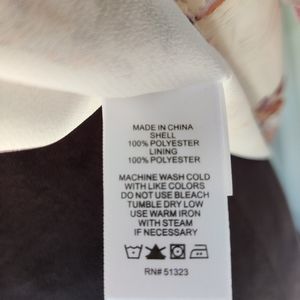 MADE IN CHINA
SHELL
100% POLYESTER
LINING
100% POLYESTER
MACHINE WASH COLD
WITH LIKE COLORS
DO NOT USE BLEACH
TUMBLE DRY LOW
USE WARM IRON
WITH STEAM
IF NECESSARY
RN# 51323